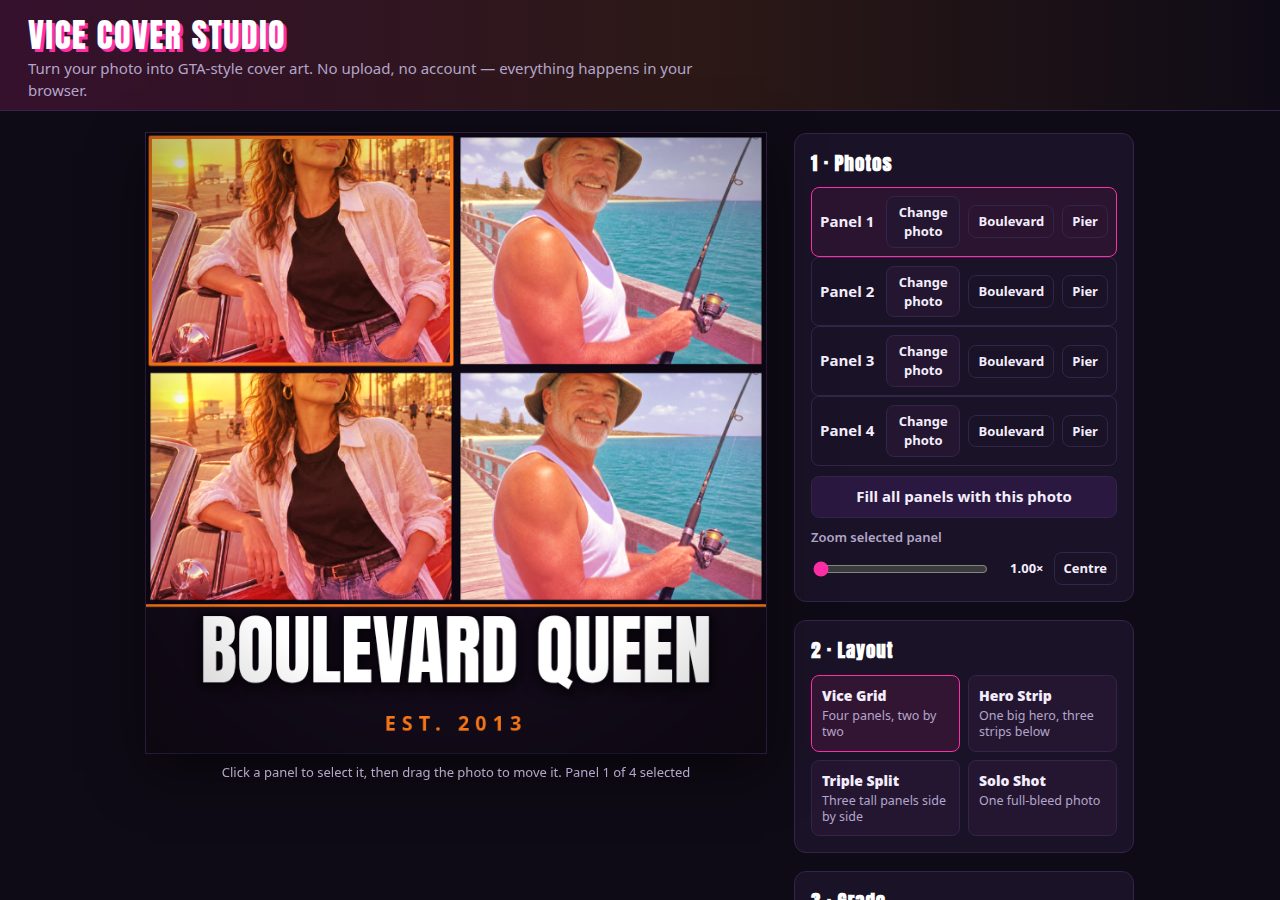 VICE COVER STUDIO
Turn your photo into GTA-style cover art. No upload, no account — everything happens in your
browser.
BOULEVARD QUEEN
EST. 2013
Click a panel to select it, then drag the photo to move it. Panel 1 of 4 selected
1 · Photos
Panel 1
Change
photo
Boulevard
Pier
Panel 2
Change
photo
Boulevard
Pier
Panel 3
Change
photo
Boulevard
Pier
Panel 4
Change
photo
Boulevard
Pier
Fill all panels with this photo
Zoom selected panel
1.00×
Centre
2 · Layout
Vice Grid
Four panels, two by
two
Hero Strip
One big hero, three
strips below
Triple Split
Three tall panels side
by side
Solo Shot
One full-bleed photo
3 · Grade